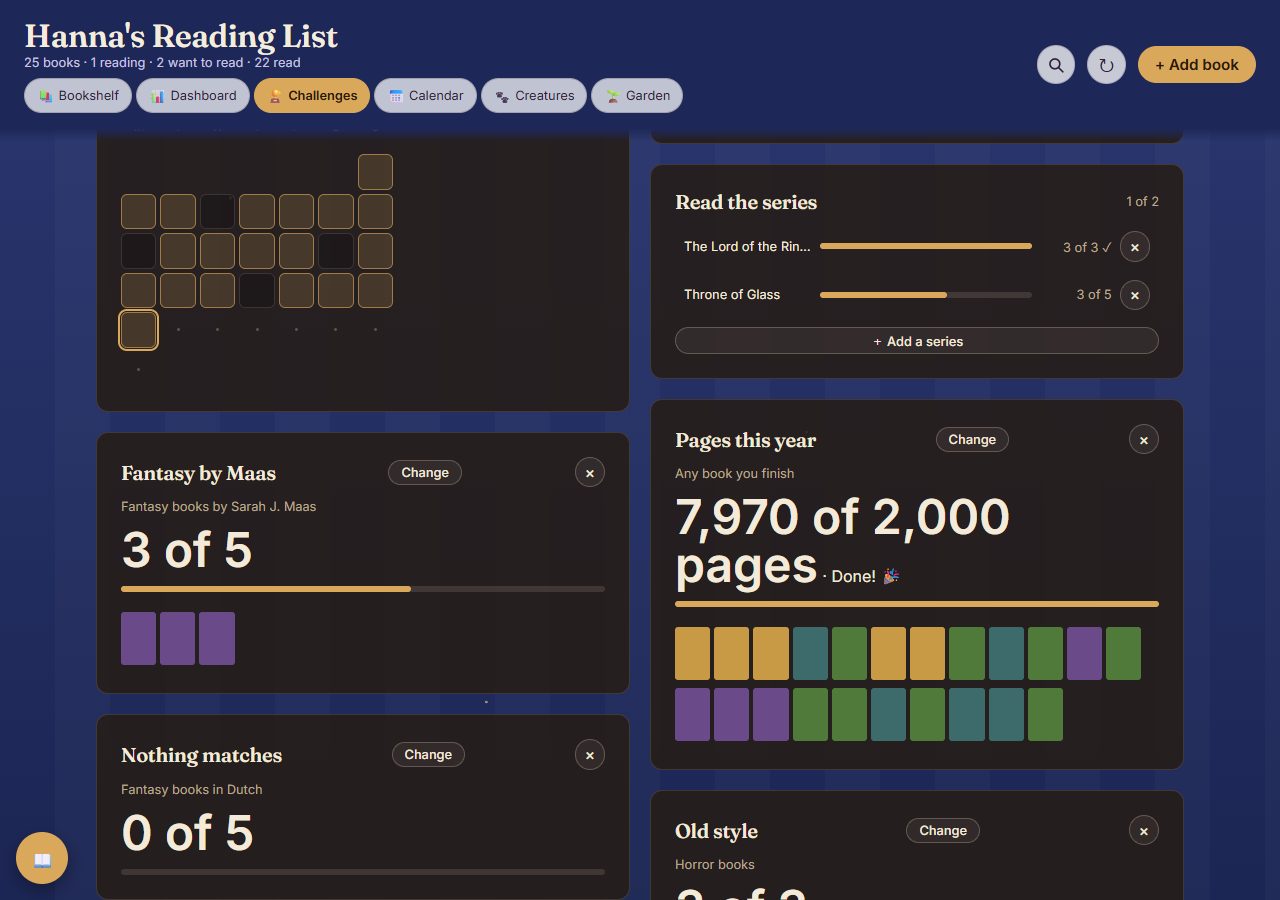 Hanna's Reading List
25 books · 1 reading · 2 want to read · 22 read
Bookshelf
Dashboard
Challenges
Calendar
Creatures
Garden
+ Add book
Read the series
1 of 2
The Lord of the Rin...
3 of 3 ✓
×
Throne of Glass
3 of 5
×
+ Add a series
Fantasy by Maas
Change
×
Fantasy books by Sarah J. Maas
3 of 5
Pages this year
Change
×
Any book you finish
7,970 of 2,000
pages · Done! 🎉
Nothing matches
Change
×
Fantasy books in Dutch
0 of 5
Old style
Change
×
Horror books